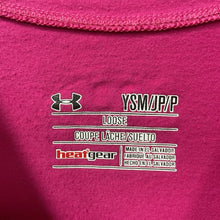 YSM/JP/P
LOOSE
COUPE LÂCHE/SUELTO
heatgear
MADE IN EL SALVADOR
FABRIQUÉ AU SALVADOR
HECHO EN EL SALVADOR